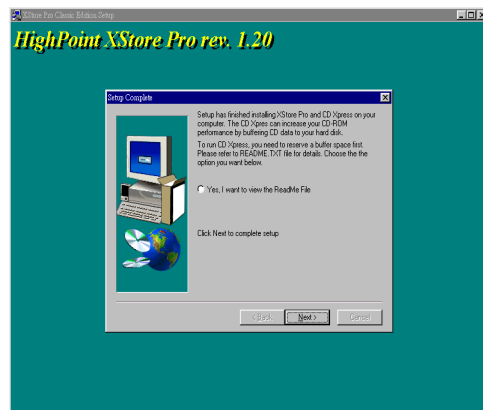 XStore Pro Classic Edition Setup
HighPoint XStore Pro rev. 1.20
Setup Complete
Setup has finished installing XStore Pro and CD Xpress on your
computer. The CD Xpres can increase your CD-ROM
performance by buffering CD data to your hard disk.
To run CD Xpress, you need to reserve a buffer space first.
Please refer to README.TXT file for details. Choose the the
option you want below.
Yes, I want to view the ReadMe File
Click Next to complete setup
< Back
Next >
Cancel